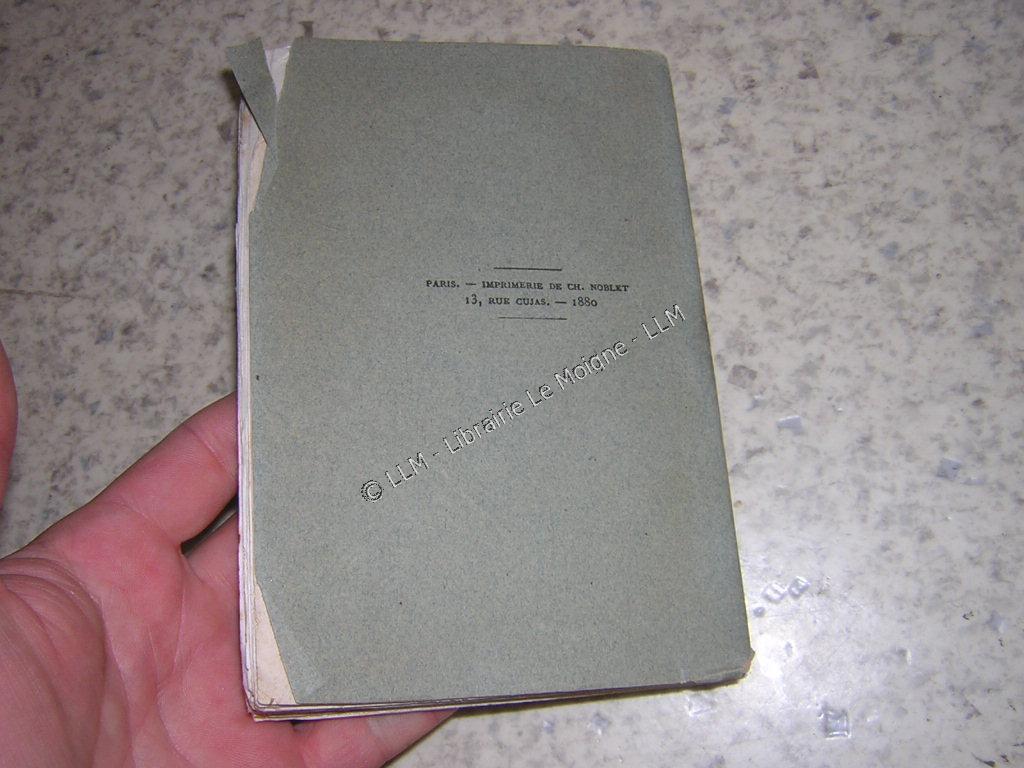 PARIS. — IMPRIMERIE DE CH. NOBLET
13, RUE CUJAS. — 1880
© LLM - Librairie Le Moigne - LLM